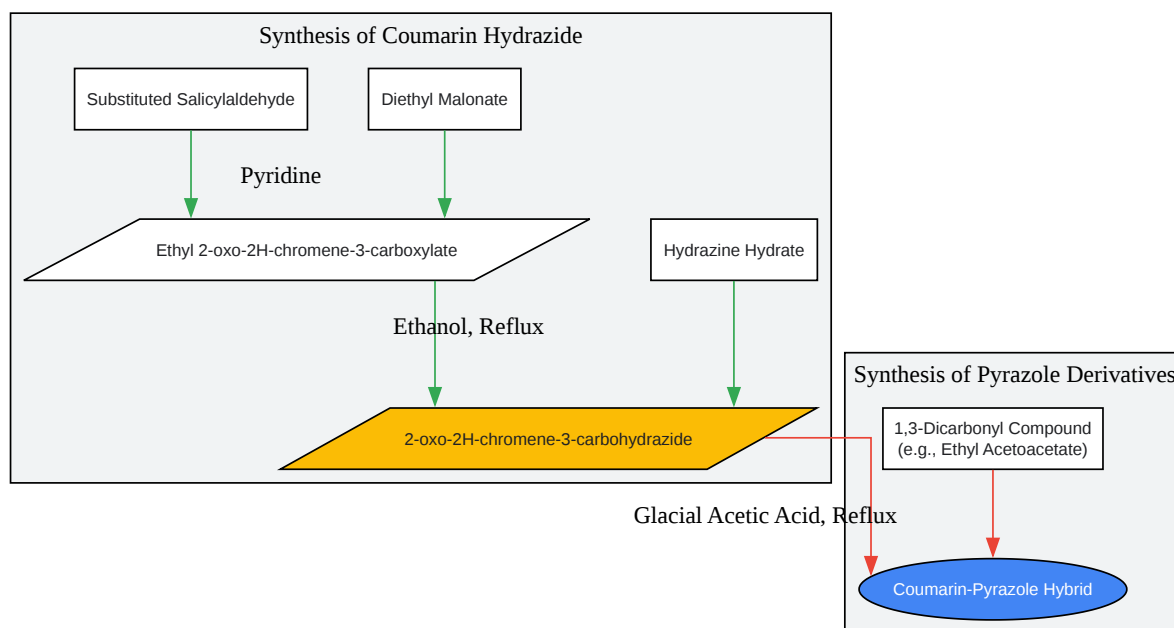 Synthesis of Coumarin Hydrazide
Substituted Salicylaldehyde
Diethyl Malonate
Pyridine
Ethyl 2-oxo-2H-chromene-3-carboxylate
Hydrazine Hydrate
Ethanol, Reflux
2-oxo-2H-chromene-3-carbohydrazide
Synthesis of Pyrazole Derivatives
1,3-Dicarbonyl Compound
(e.g., Ethyl Acetoacetate)
Glacial Acetic Acid, Reflux
Coumarin-Pyrazole Hybrid